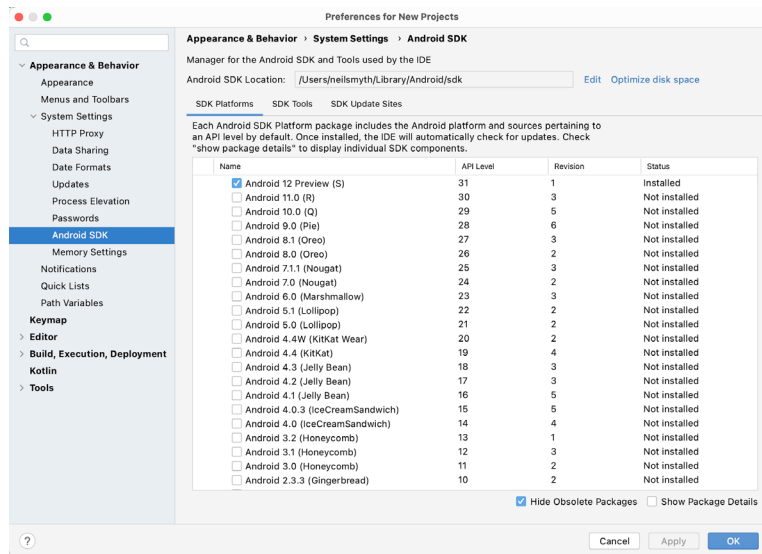 Preferences for New Projects
Appearance & Behavior
Appearance
Menus and Toolbars
System Settings
HTTP Proxy
Data Sharing
Date Formats
Updates
Process Elevation
Passwords
Android SDK
Memory Settings
Notifications
Quick Lists
Path Variables
Keymap
Editor
Build, Execution, Deployment
Kotlin
Tools
Appearance & Behavior › System Settings › Android SDK
Manager for the Android SDK and Tools used by the IDE
Android SDK Location: /Users/neilsmyth/Library/Android/sdk Edit Optimize disk space
SDK Platforms SDK Tools SDK Update Sites
Each Android SDK Platform package includes the Android platform and sources pertaining to
an API level by default. Once installed, the IDE will automatically check for updates. Check
"show package details" to display individual SDK components.
Name API Level Revision Status
Android 12 Preview (S) 31 1 Installed
Android 11.0 (R) 30 3 Not installed
Android 10.0 (Q) 29 5 Not installed
Android 9.0 (Pie) 28 6 Not installed
Android 8.1 (Oreo) 27 3 Not installed
Android 8.0 (Oreo) 26 2 Not installed
Android 7.1.1 (Nougat) 25 3 Not installed
Android 7.0 (Nougat) 24 2 Not installed
Android 6.0 (Marshmallow) 23 3 Not installed
Android 5.1 (Lollipop) 22 2 Not installed
Android 5.0 (Lollipop) 21 2 Not installed
Android 4.4W (KitKat Wear) 20 2 Not installed
Android 4.4 (KitKat) 19 4 Not installed
Android 4.3 (Jelly Bean) 18 3 Not installed
Android 4.2 (Jelly Bean) 17 3 Not installed
Android 4.1 (Jelly Bean) 16 5 Not installed
Android 4.0.3 (IceCreamSandwich) 15 5 Not installed
Android 4.0 (IceCreamSandwich) 14 4 Not installed
Android 3.2 (Honeycomb) 13 1 Not installed
Android 3.1 (Honeycomb) 12 3 Not installed
Android 3.0 (Honeycomb) 11 2 Not installed
Android 2.3.3 (Gingerbread) 10 2 Not installed
Hide Obsolete Packages Show Package Details
? Cancel Apply OK